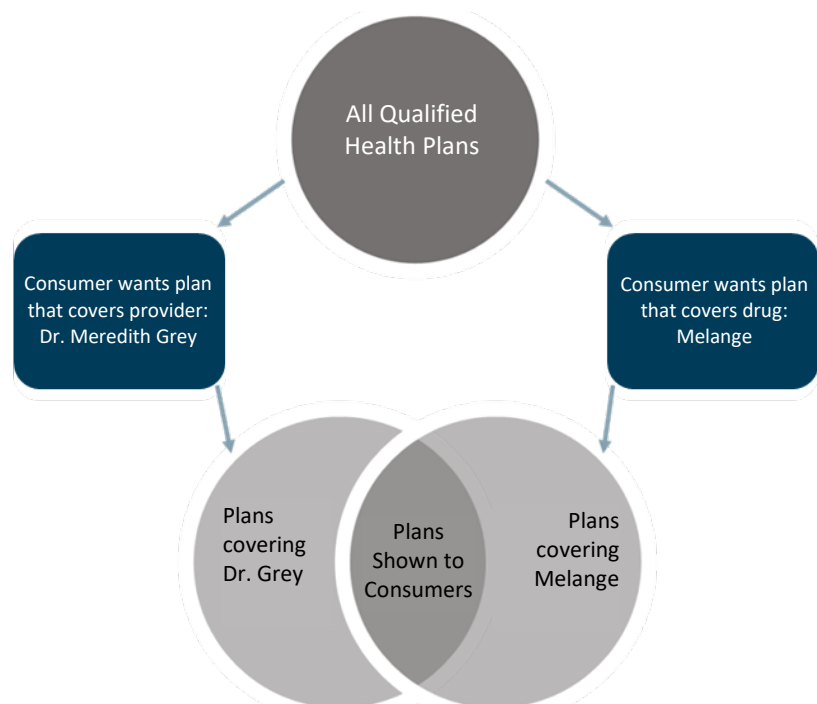 All Qualified
Health Plans
Consumer wants plan
that covers provider:
Dr. Meredith Grey
Consumer wants plan
that covers drug:
Melange
Plans
covering
Dr. Grey
Plans
Shown to
Consumers
Plans
covering
Melange